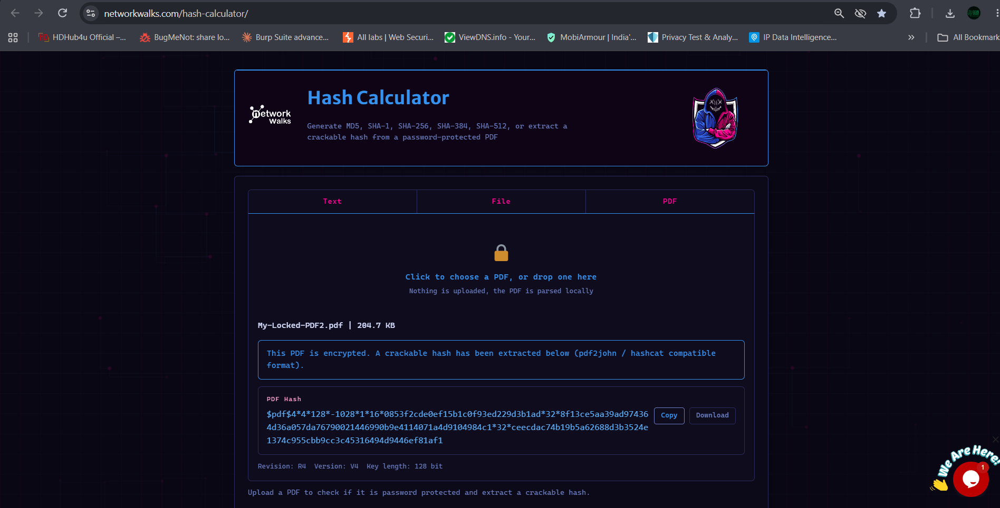 networkwalks.com/hash-calculator/
HDHub4u Official –...
BugMeNot: share lo...
Burp Suite advance...
All labs | Web Securi...
ViewDNS.info - Your...
MobiArmour | India'...
Privacy Test & Analy...
IP Data Intelligence...
»
All Bookmark
network
Walks
Hash Calculator
Generate MD5, SHA-1, SHA-256, SHA-384, SHA-512, or extract a
crackable hash from a password-protected PDF
Text
File
PDF
Click to choose a PDF, or drop one here
Nothing is uploaded, the PDF is parsed locally
My-Locked-PDF2.pdf | 204.7 KB
This PDF is encrypted. A crackable hash has been extracted below (pdf2john / hashcat compatible
format).
PDF Hash
$pdf$4*4*128*-1028*1*16*0853f2cde0ef15b1c0f93ed229d3b1ad*32*8f13ce5aa39ad97436
4d36a057da76790021446990b9e4114071a4d9104984c1*32*ceecdac74b19b5a62688d3b3524e
1374c955cbb9cc3c45316494d9446ef81af1
Copy
Download
Revision: R4 Version: V4 Key length: 128 bit
Upload a PDF to check if it is password protected and extract a crackable hash.
We Are Here!
1